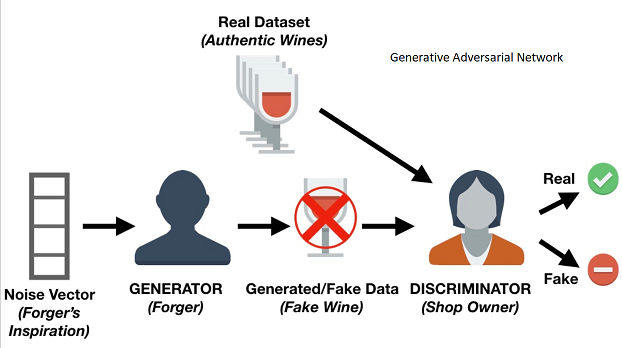 Real Dataset
(Authentic Wines)
Generative Adversarial Network
Real
Fake
Noise Vector
(Forger's
Inspiration)
GENERATOR
(Forger)
Generated/Fake Data
(Fake Wine)
DISCRIMINATOR
(Shop Owner)